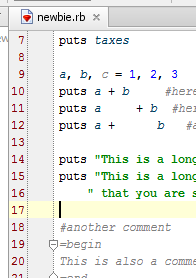 newbie.rb
7 puts taxes
8
9 a, b, c = 1, 2, 3
10 puts a + b #here
11 puts a + b #he
12 puts a + b #a
13
14 puts "This is a long
15 puts "This is a long
16 " that you are s
17
18 #another comment
19 =begin
20 This is also a comme
21 =end